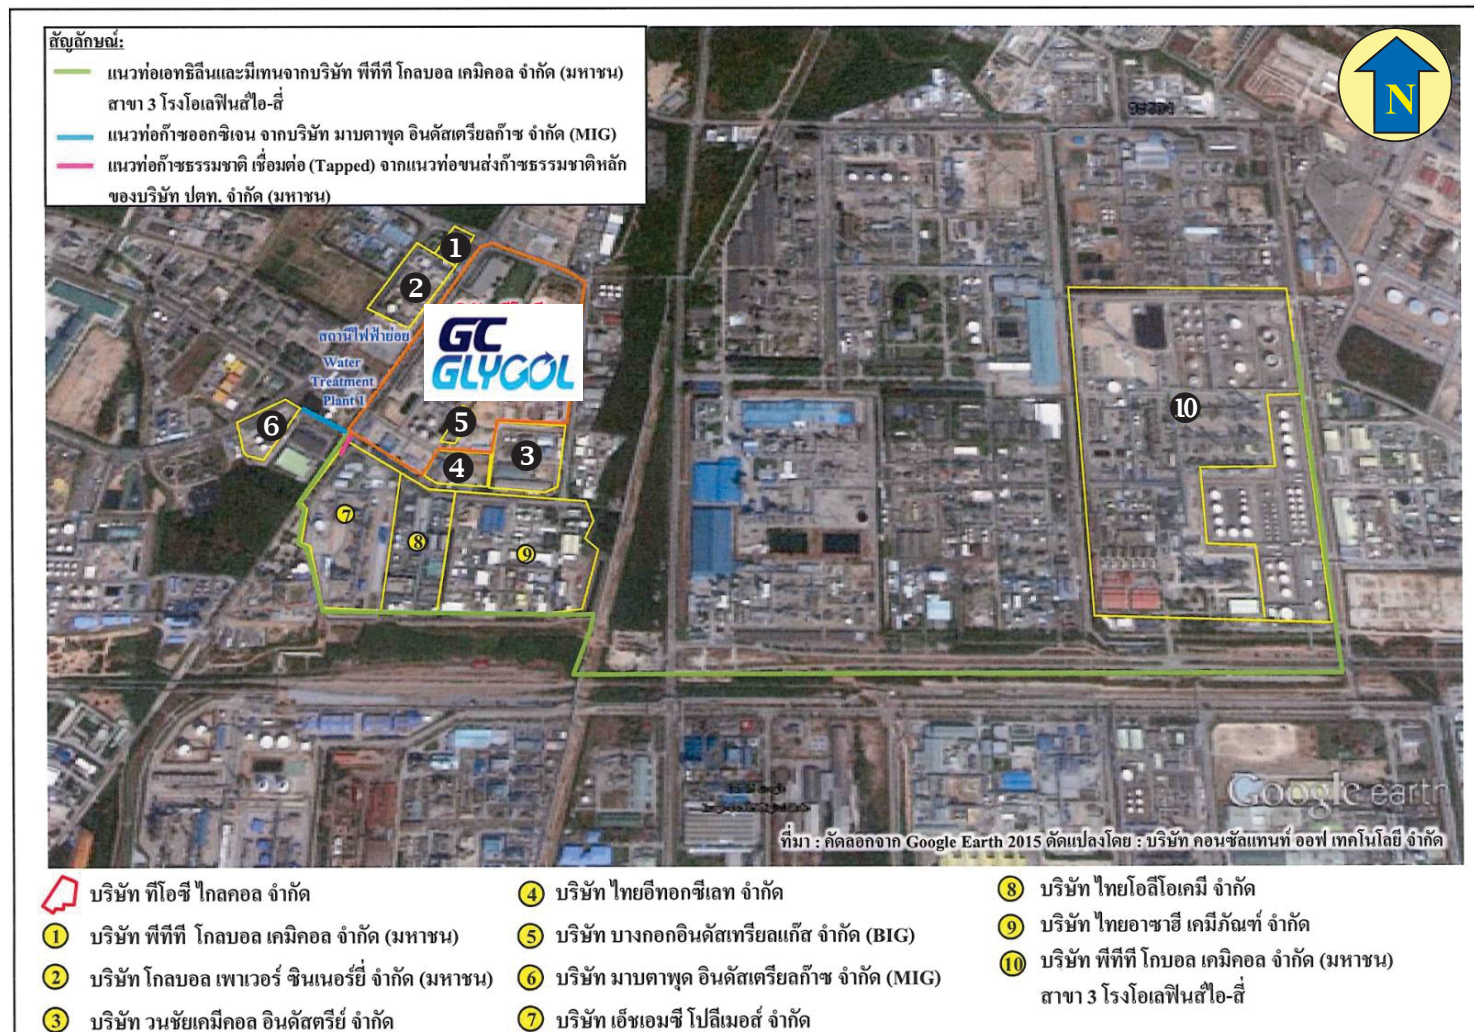 สัญลักษณ์:
แนวท่อเอทธิลีนและมีเทนจากบริษัท พีทีที โกลบอล เคมิคอล จำกัด (มหาชน)
สาขา 3 โรงโอเลฟินส์ไอ-สี่
แนวท่อก๊าซออกซิเจน จากบริษัท มาบตาพุด อินดัสเตรียลก๊าซ จำกัด (MIG)
แนวท่อก๊าซธรรมชาติ เชื่อมต่อ (Tapped) จากแนวท่อขนส่งก๊าซธรรมชาติหลัก
ของบริษัท ปตท. จำกัด (มหาชน)
N
1
2
สถานีไฟฟ้าย่อย
GC
GLYCOL
Water
Treatment
Plant 1
6
5
4
3
10
7
8
9
Google earth
ที่มา : คัดลอกจาก Google Earth 2015 ดัดแปลงโดย : บริษัท คอนซัลแทนท์ ออฟ เทคโนโลยี จำกัด
บริษัท ทีโอซี ไกลคอล จำกัด
1 บริษัท พีทีที โกลบอล เคมิคอล จำกัด (มหาชน)
2 บริษัท โกลบอล เพาเวอร์ ซินเนอร์ยี่ จำกัด (มหาชน)
3 บริษัท วนชัยเคมีคอล อินดัสตรีย์ จำกัด
4 บริษัท ไทยอีทอกซีเลท จำกัด
5 บริษัท บางกอกอินดัสเทรียลแก๊ส จำกัด (BIG)
6 บริษัท มาบตาพุด อินดัสเตรียลก๊าซ จำกัด (MIG)
7 บริษัท เอ็ชเอมซี โปลีเมอส์ จำกัด
8 บริษัท ไทยโอลีโอเคมี จำกัด
9 บริษัท ไทยอาซาฮี เคมีภัณฑ์ จำกัด
10 บริษัท พีทีที โกบอล เคมิคอล จำกัด (มหาชน)
สาขา 3 โรงโอเลฟินส์ไอ-สี่